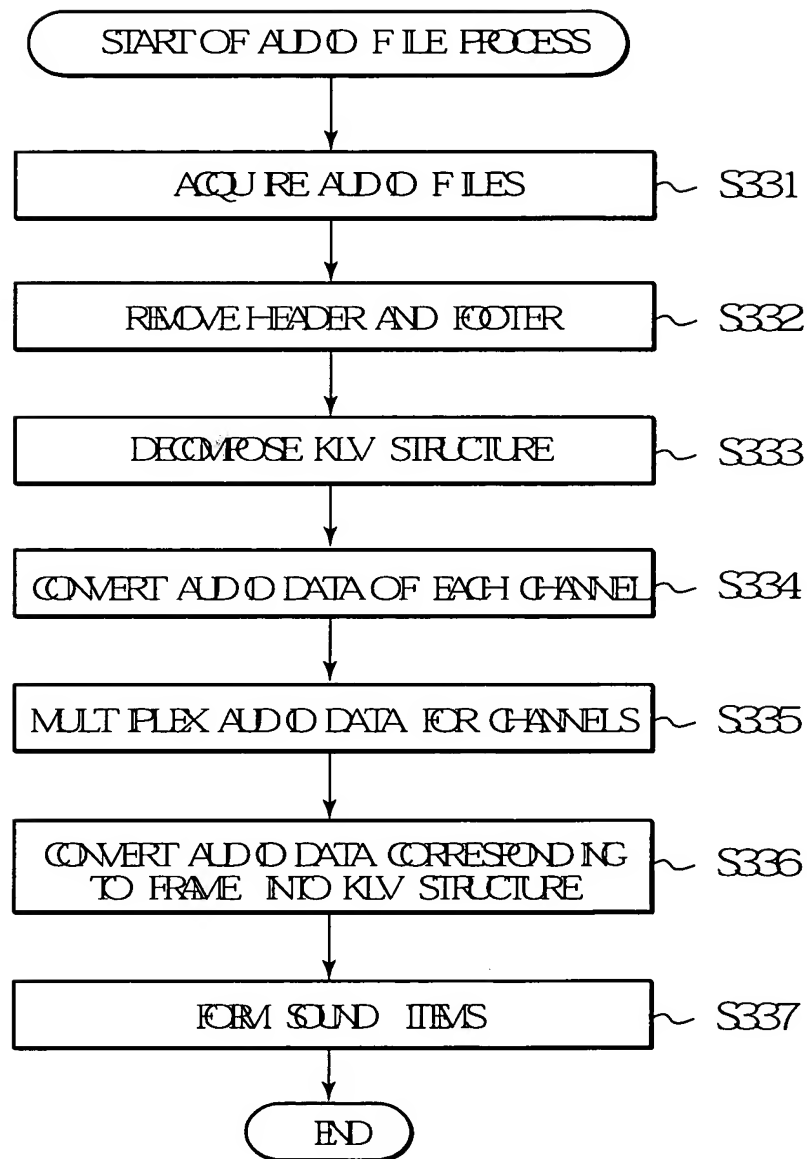 START OF AUDIO FILE PROCESS
ACQUIRE AUDIO FILES
S331
REMOVE HEADER AND FOOTER
S332
DECOMPOSE KLV STRUCTURE
S333
CONVERT AUDIO DATA OF EACH CHANNEL
S334
MULTIPLEX AUDIO DATA FOR CHANNELS
S335
CONVERT AUDIO DATA CORRESPONDING
TO FRAME INTO KLV STRUCTURE
S336
FORM SOUND ITEMS
S337
END